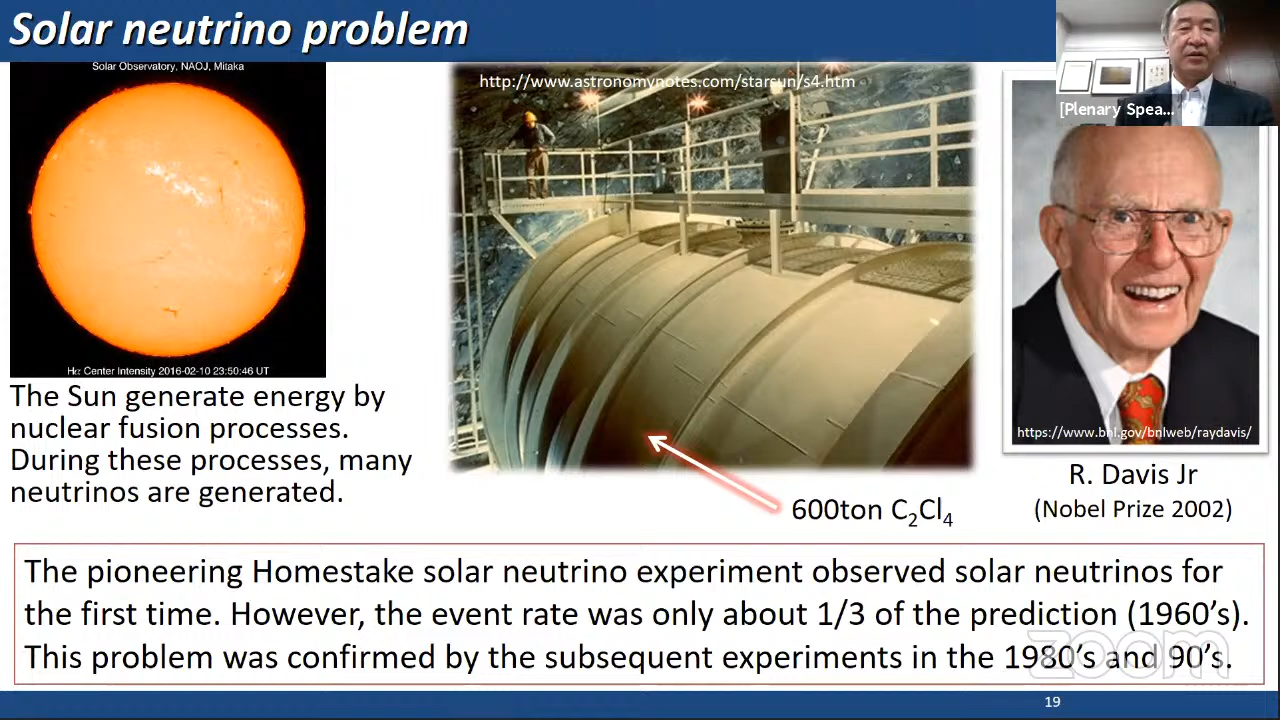 Solar neutrino problem
Solar Observatory, NAOJ, Mitaka
http://www.astronomynotes.com/starsun/s4.htm
[Plenary Spea...
Hα Center Intensity 2016-02-10 23:50:46 UT
The Sun generate energy by
nuclear fusion processes.
During these processes, many
neutrinos are generated.
https://www.bnl.gov/bnlweb/raydavis/
R. Davis Jr
(Nobel Prize 2002)
600ton C₂Cl₄
The pioneering Homestake solar neutrino experiment observed solar neutrinos for
the first time. However, the event rate was only about 1/3 of the prediction (1960’s).
This problem was confirmed by the subsequent experiments in the 1980’s and 90’s.
zoom
19